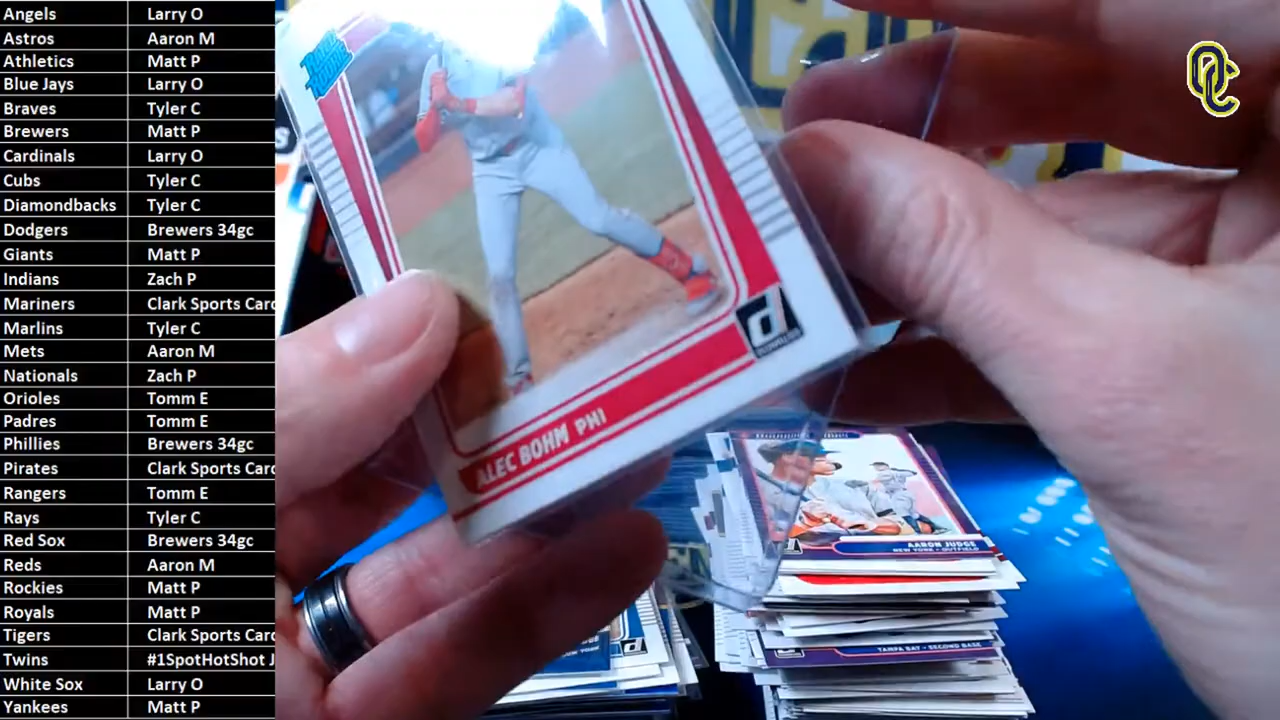 Angels Larry O
Astros Aaron M
Athletics Matt P
Blue Jays Larry O
Braves Tyler C
Brewers Matt P
Cardinals Larry O
Cubs Tyler C
Diamondbacks Tyler C
Dodgers Brewers 34gc
Giants Matt P
Indians Zach P
Mariners Clark Sports Card
Marlins Tyler C
Mets Aaron M
Nationals Zach P
Orioles Tomm E
Padres Tomm E
Phillies Brewers 34gc
Pirates Clark Sports Card
Rangers Tomm E
Rays Tyler C
Red Sox Brewers 34gc
Reds Aaron M
Rockies Matt P
Royals Matt P
Tigers Clark Sports Card
Twins #1SpotHotShot J
White Sox Larry O
Yankees Matt P
OC
RATED ROOKIE
DONRUSS
ALEC BOHM PHI
AARON JUDGE
NEW YORK - OUTFIELD
TAMPA BAY - SECOND BASE